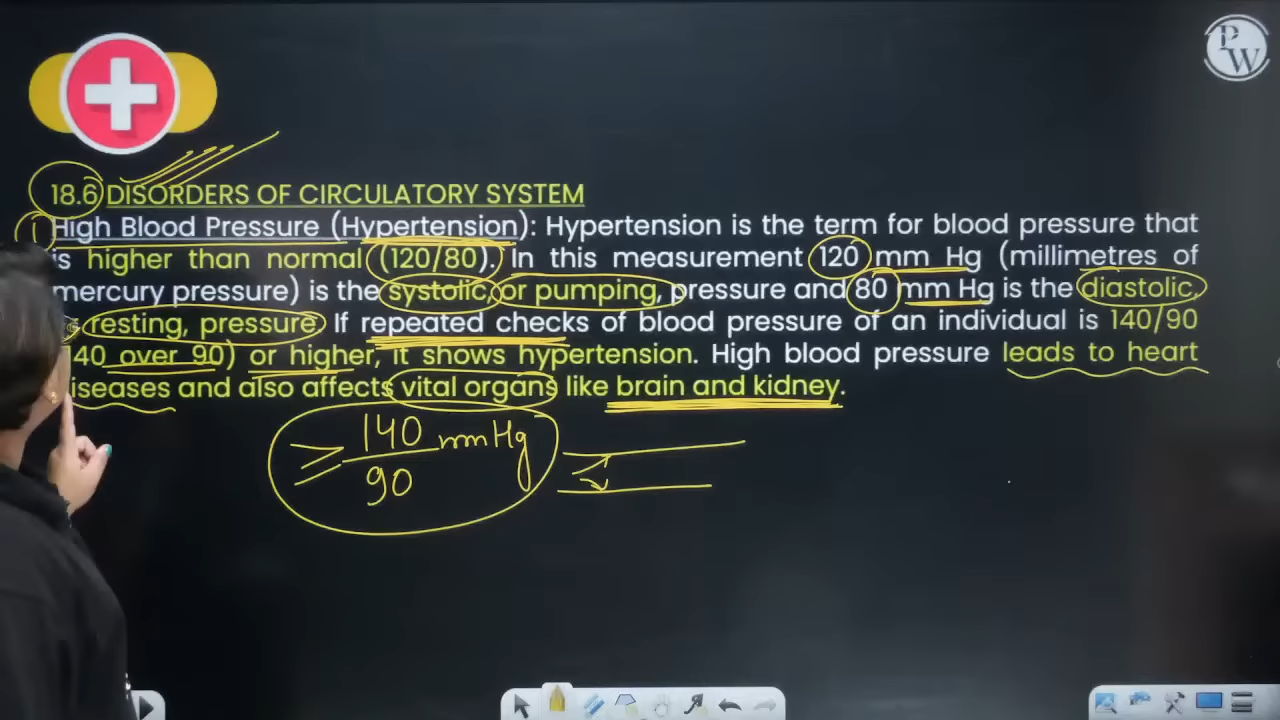 PW
18.6 DISORDERS OF CIRCULATORY SYSTEM
1 High Blood Pressure (Hypertension): Hypertension is the term for blood pressure that
is higher than normal (120/80). In this measurement 120 mm Hg (millimetres of
mercury pressure) is the systolic, or pumping, pressure and 80 mm Hg is the diastolic,
resting, pressure. If repeated checks of blood pressure of an individual is 140/90
40 over 90) or higher, it shows hypertension. High blood pressure leads to heart
iseases and also affects vital organs like brain and kidney.
≥ 140 mmHg
90